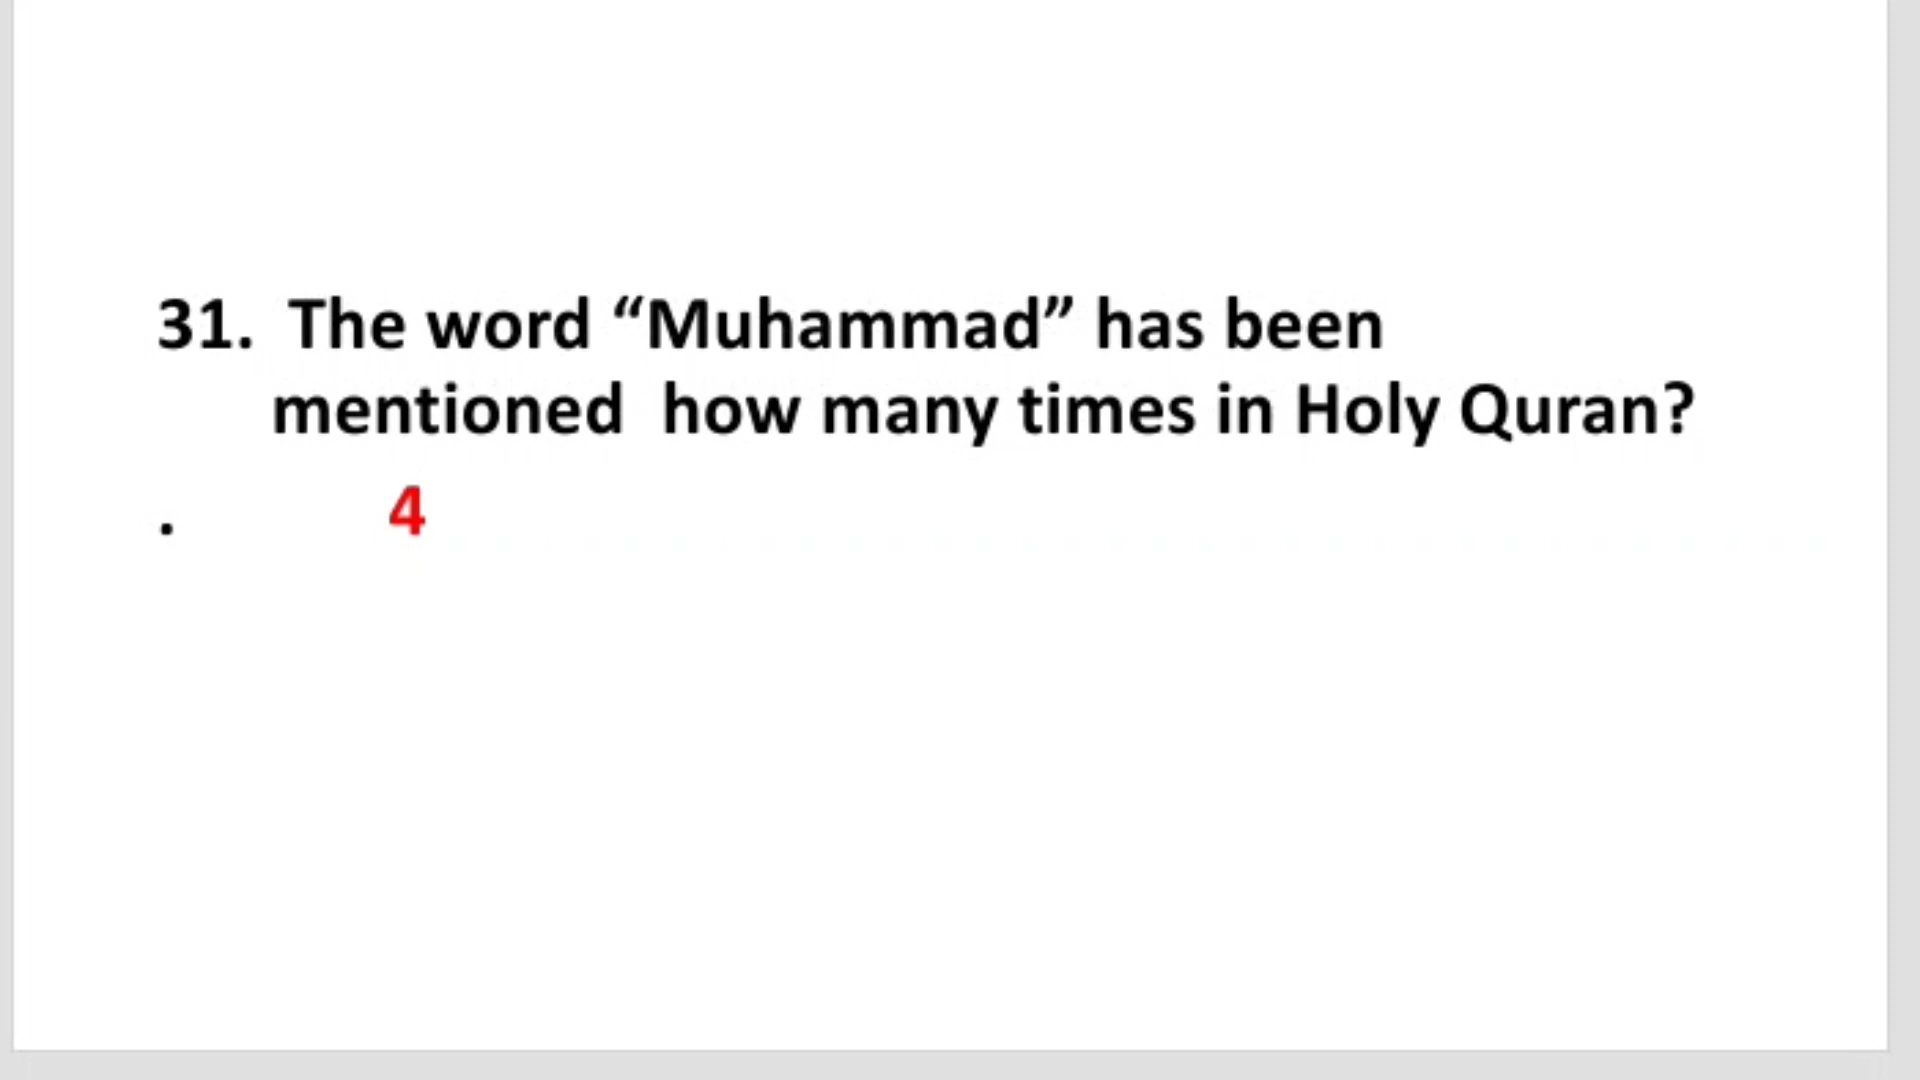 31. The word “Muhammad” has been
mentioned how many times in Holy Quran?
. 4